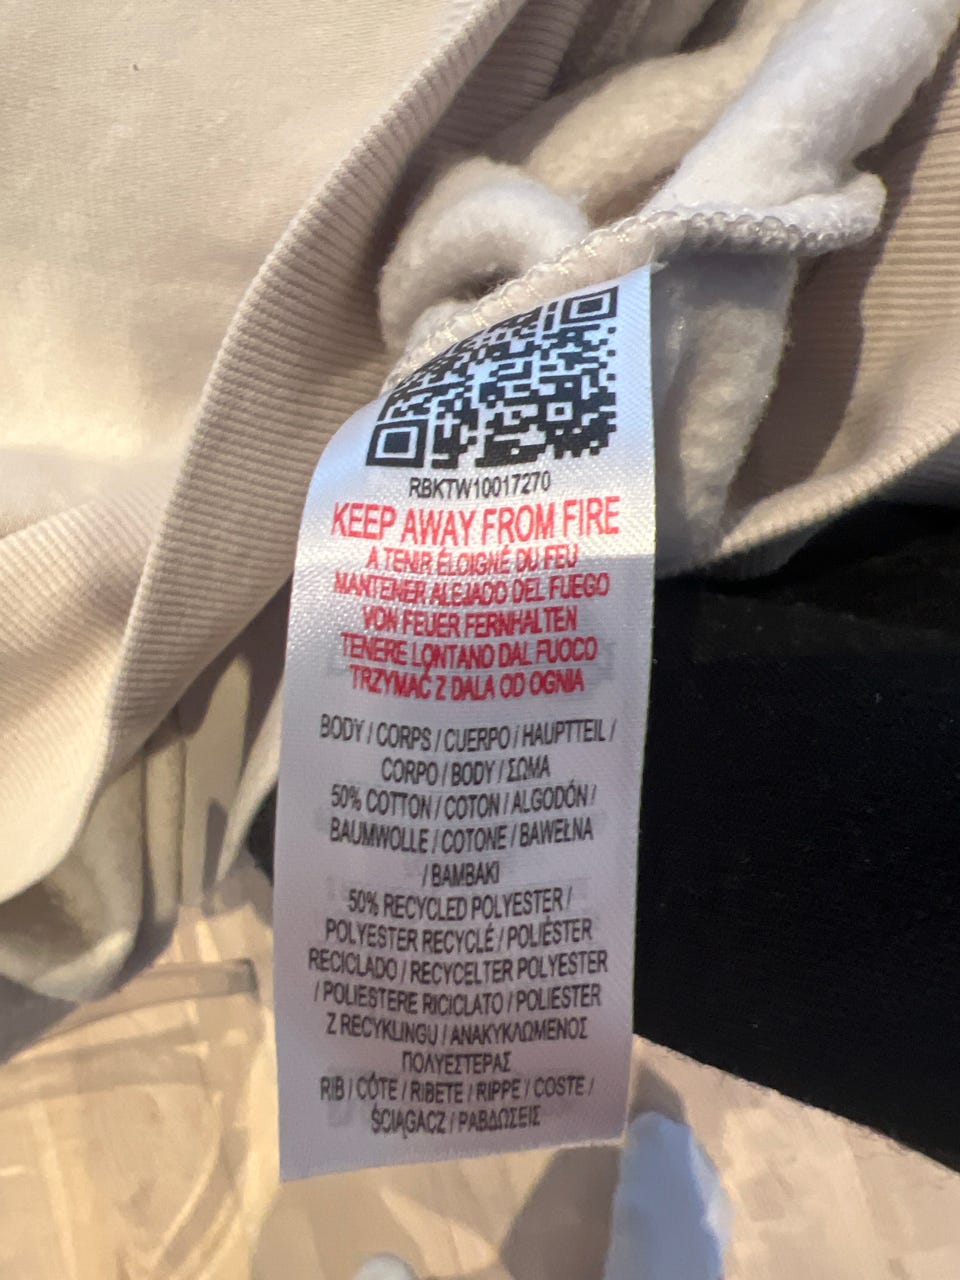 RBKTW10017270
KEEP AWAY FROM FIRE
A TENIR ÉLOIGNÉ DU FEU
MANTENER ALEJADO DEL FUEGO
VON FEUER FERNHALTEN
TENERE LONTANO DAL FUOCO
TRZYMAĆ Z DALA OD OGNIA
BODY / CORPS / CUERPO / HAUPTTEIL /
CORPO / BODY / ΣΩΜΑ
50% COTTON / COTON / ALGODÓN /
BAUMWOLLE / COTONE / BAWEŁNA
/ ΒΑΜΒΑΚΙ
50% RECYCLED POLYESTER /
POLYESTER RECYCLÉ / POLIÉSTER
RECICLADO / RECYCELTER POLYESTER
/ POLIESTERE RICICLATO / POLIESTER
Z RECYKLINGU / ΑΝΑΚΥΚΛΩΜΕΝΟΣ
ΠΟΛΥΕΣΤΕΡΑΣ
RIB / CÔTE / RIBETE / RIPPE / COSTE /
ŚCIĄGACZ / ΡΑΒΔΩΣΕΙΣ